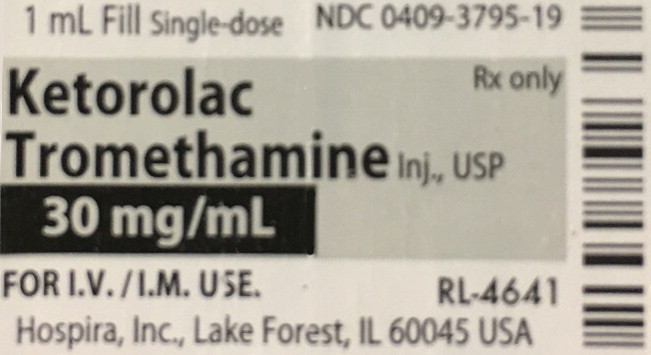 1 mL Fill Single-dose NDC 0409-3795-19
Rx only
Ketorolac
Tromethamine Inj., USP
30 mg/mL
FOR I.V./I.M. USE. RL-4641
Hospira, Inc., Lake Forest, IL 60045 USA